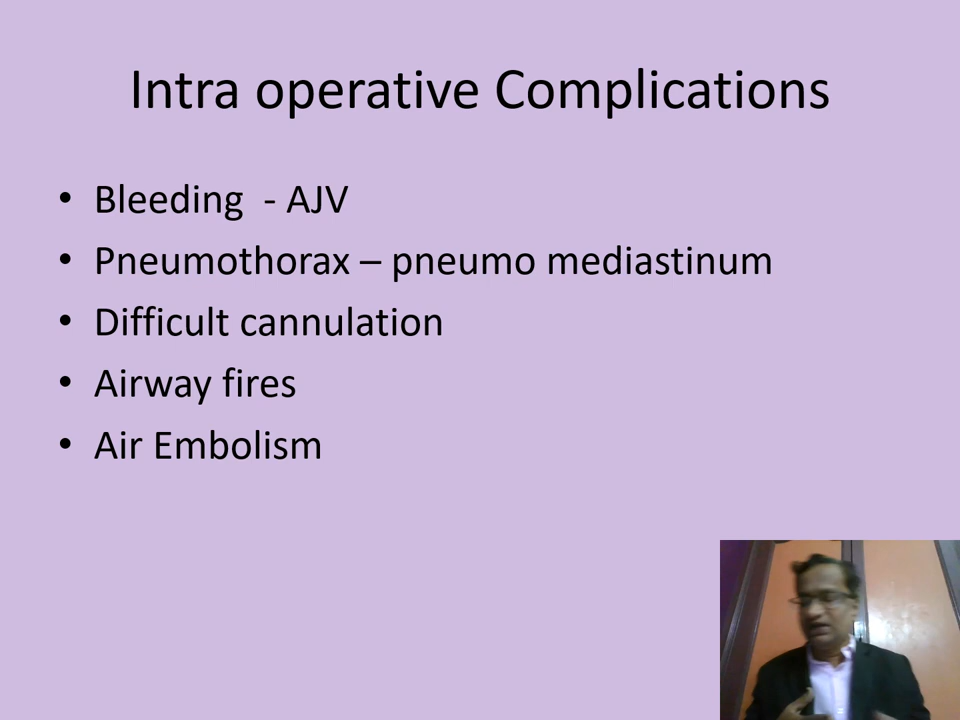 Intra operative Complications
• Bleeding - AJV
• Pneumothorax – pneumo mediastinum
• Difficult cannulation
• Airway fires
• Air Embolism